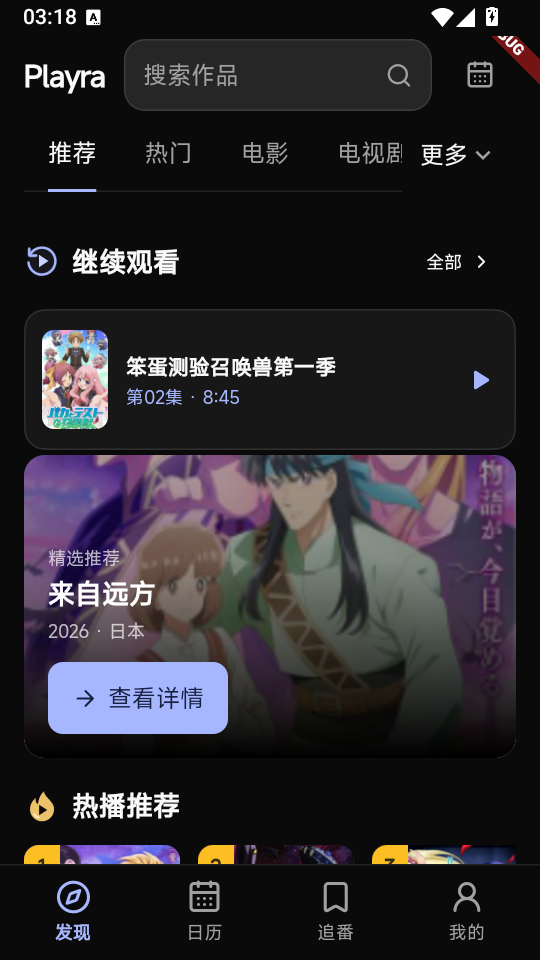 03:18 A
Playra 搜索作品
推荐 热门 电影 电视剧 更多
继续观看 全部
笨蛋测验召唤兽第一季
第02集 · 8:45
物語が、今日覚める
精选推荐
来自远方
2026 · 日本
查看详情
热播推荐
1 2 3
发现 日历 追番 我的